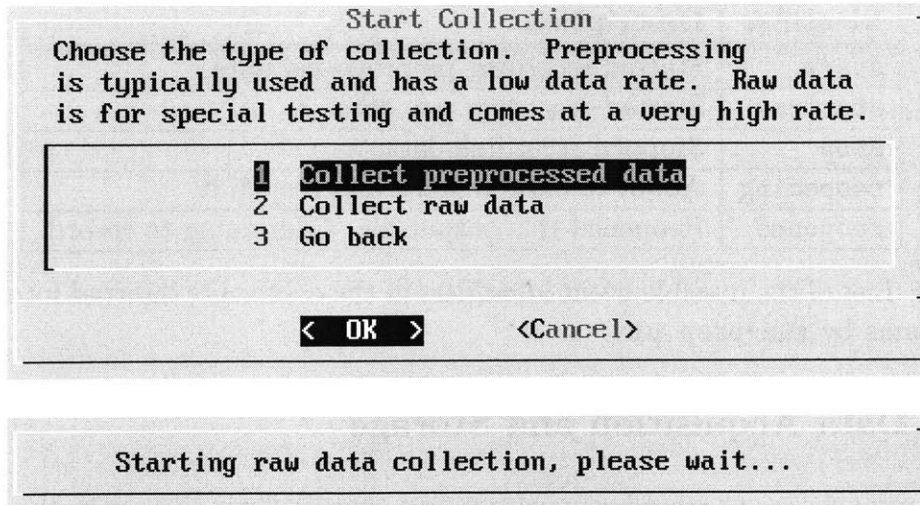 Start Collection
Choose the type of collection.  Preprocessing
is typically used and has a low data rate.  Raw data
is for special testing and comes at a very high rate.
1  Collect preprocessed data
2  Collect raw data
3  Go back
<  OK  >  <Cancel>
Starting raw data collection, please wait...